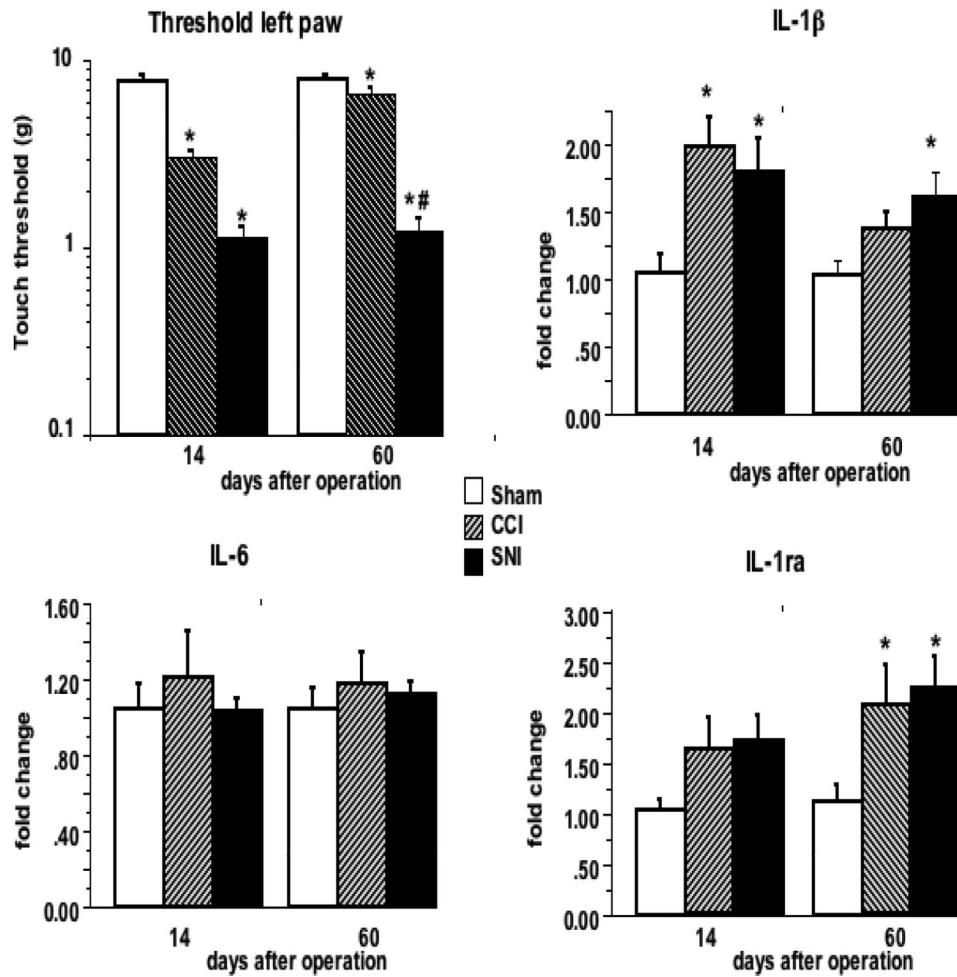 Threshold left paw
Touch threshold (g)
10
1
0.1
*
*
*
*#
14
60
days after operation
IL-1β
fold change
2.00
1.50
1.00
.50
0.00
*
*
*
14
60
days after operation
Sham
CCI
SNI
IL-6
fold change
1.60
1.20
.80
.40
0.00
14
60
days after operation
IL-1ra
fold change
3.00
2.50
2.00
1.50
1.00
.50
0.00
*
*
14
60
days after operation